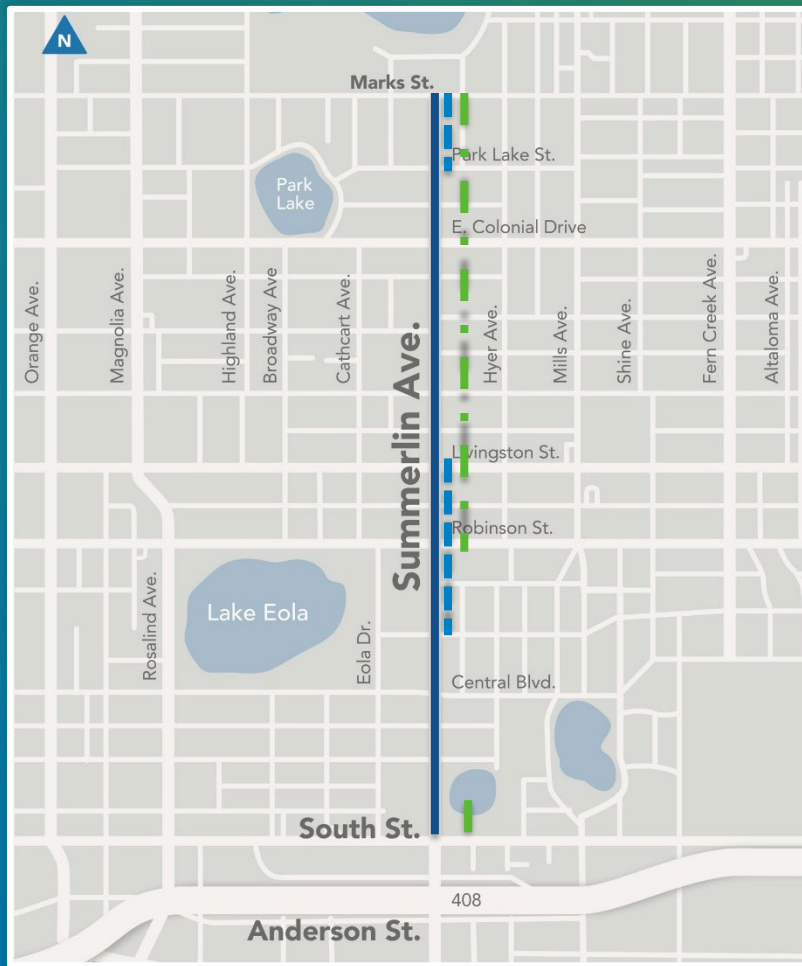 N
Marks St.
Park Lake St.
Park
Lake
E. Colonial Drive
Orange Ave.
Magnolia Ave.
Highland Ave.
Broadway Ave
Cathcart Ave.
Summerlin Ave.
Hyer Ave.
Mills Ave.
Shine Ave.
Fern Creek Ave.
Altaloma Ave.
Livingston St.
Robinson St.
Rosalind Ave.
Lake Eola
Eola Dr.
Central Blvd.
South St.
408
Anderson St.